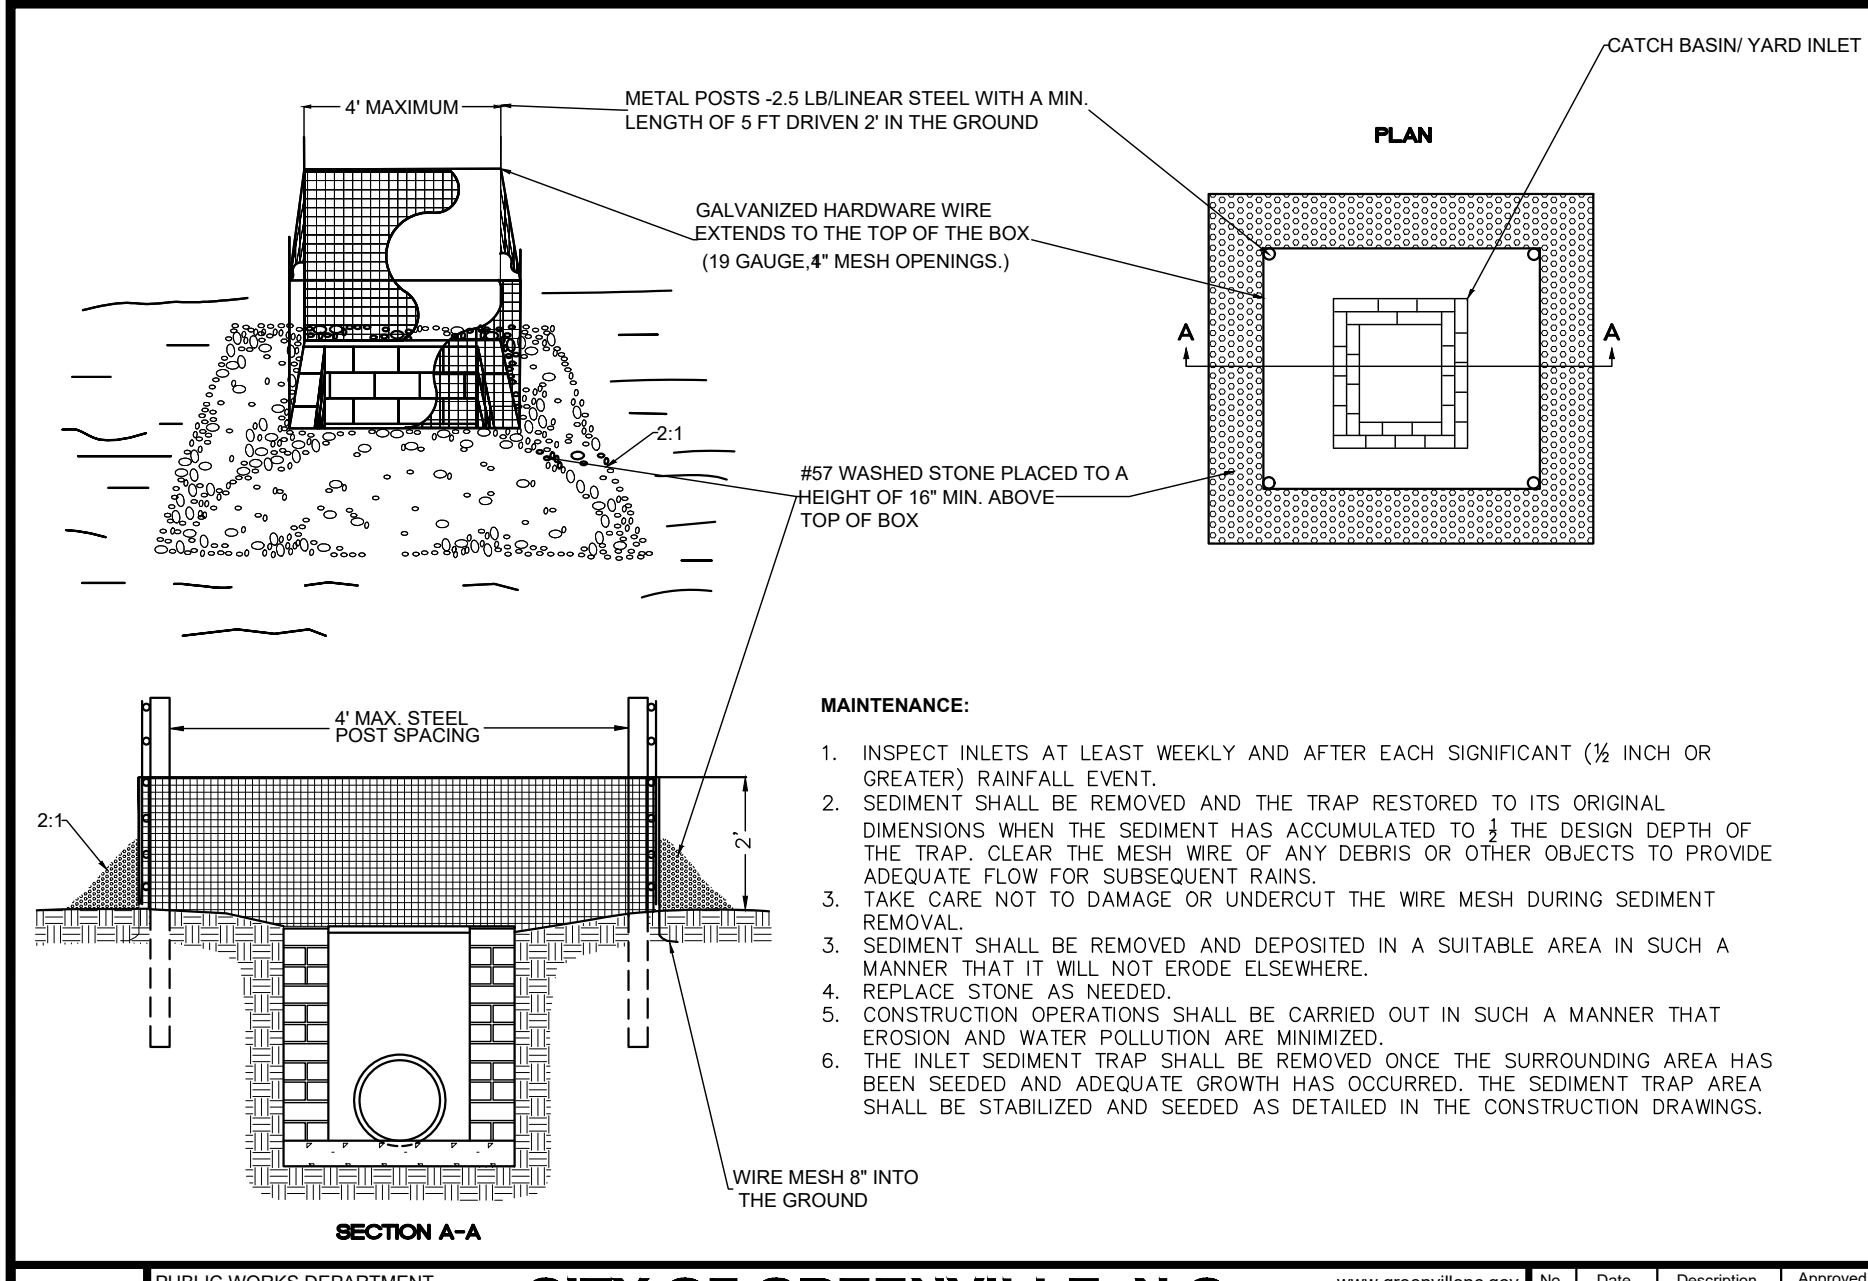 CATCH BASIN/ YARD INLET
4' MAXIMUM
METAL POSTS -2.5 LB/LINEAR STEEL WITH A MIN.
LENGTH OF 5 FT DRIVEN 2' IN THE GROUND
PLAN
GALVANIZED HARDWARE WIRE
EXTENDS TO THE TOP OF THE BOX
(19 GAUGE, " MESH OPENINGS.)
A
A
2:1
#57 WASHED STONE PLACED TO A
HEIGHT OF 16" MIN. ABOVE
TOP OF BOX
4' MAX. STEEL
POST SPACING
2:1
2'
WIRE MESH 8" INTO
THE GROUND
SECTION A-A
MAINTENANCE:
1. INSPECT INLETS AT LEAST WEEKLY AND AFTER EACH SIGNIFICANT (½ INCH OR
GREATER) RAINFALL EVENT.
2. SEDIMENT SHALL BE REMOVED AND THE TRAP RESTORED TO ITS ORIGINAL
DIMENSIONS WHEN THE SEDIMENT HAS ACCUMULATED TO ½ THE DESIGN DEPTH OF
THE TRAP. CLEAR THE MESH WIRE OF ANY DEBRIS OR OTHER OBJECTS TO PROVIDE
ADEQUATE FLOW FOR SUBSEQUENT RAINS.
3. TAKE CARE NOT TO DAMAGE OR UNDERCUT THE WIRE MESH DURING SEDIMENT
REMOVAL.
3. SEDIMENT SHALL BE REMOVED AND DEPOSITED IN A SUITABLE AREA IN SUCH A
MANNER THAT IT WILL NOT ERODE ELSEWHERE.
4. REPLACE STONE AS NEEDED.
5. CONSTRUCTION OPERATIONS SHALL BE CARRIED OUT IN SUCH A MANNER THAT
EROSION AND WATER POLLUTION ARE MINIMIZED.
6. THE INLET SEDIMENT TRAP SHALL BE REMOVED ONCE THE SURROUNDING AREA HAS
BEEN SEEDED AND ADEQUATE GROWTH HAS OCCURRED. THE SEDIMENT TRAP AREA
SHALL BE STABILIZED AND SEEDED AS DETAILED IN THE CONSTRUCTION DRAWINGS.
PUBLIC WORKS DEPARTMENT
CITY OF GREENVILLE, N.C.
www.greenvillenc.gov
No. Date Description Approved